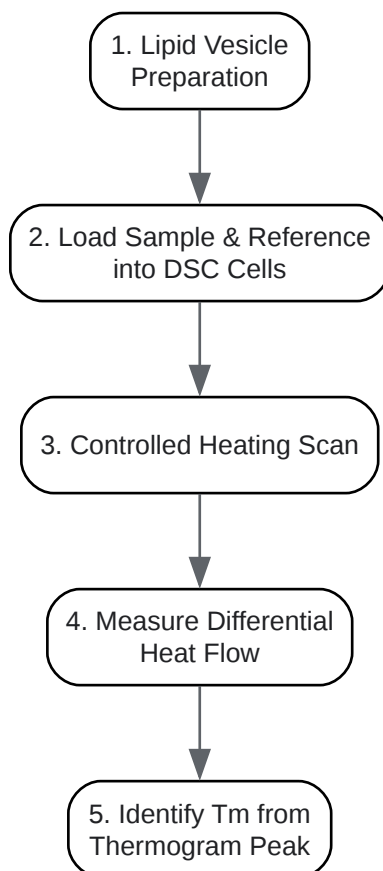 1. Lipid Vesicle
Preparation
2. Load Sample & Reference
into DSC Cells
3. Controlled Heating Scan
4. Measure Differential
Heat Flow
5. Identify Tm from
Thermogram Peak